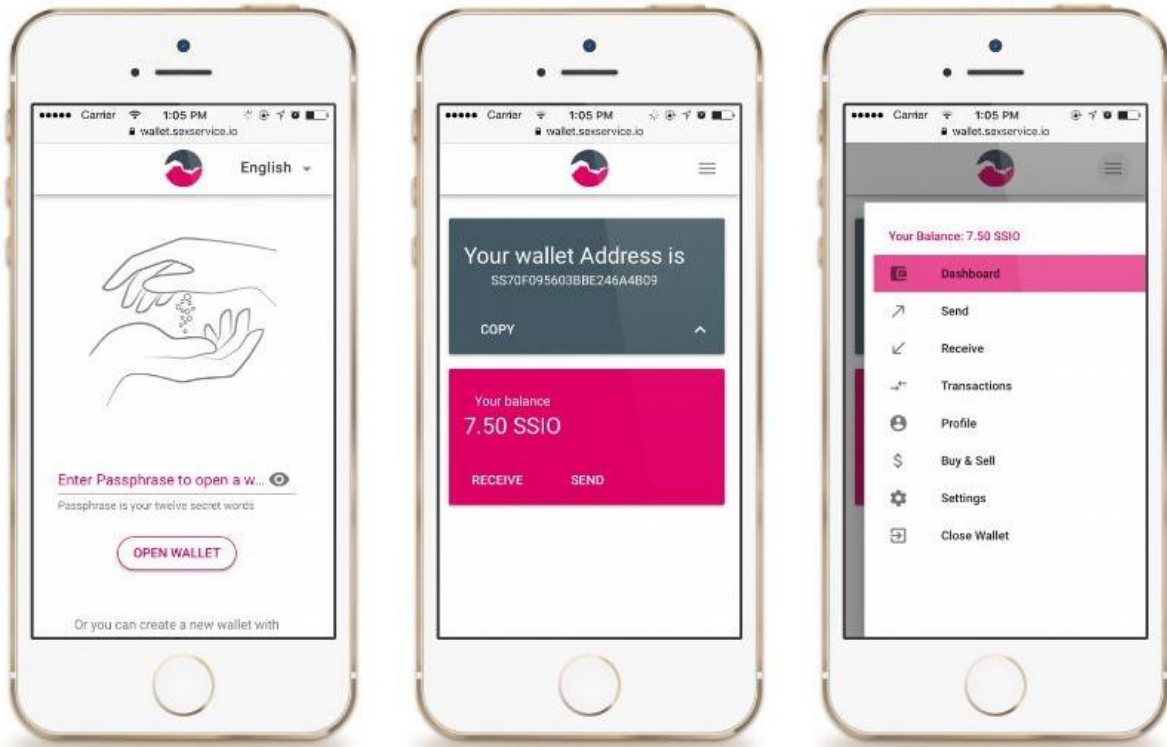 Carrier 1:05 PM
wallet.sexservice.io
English
Enter Passphrase to open a w...
Passphrase is your twelve secret words
OPEN WALLET
Or you can create a new wallet with
Carrier 1:05 PM
wallet.sexservice.io
Your wallet Address is
SS70F095603BBE246A4B09
COPY
Your balance
7.50 SSIO
RECEIVE SEND
Carrier 1:05 PM
wallet.sexservice.io
Your Balance: 7.50 SSIO
Dashboard
Send
Receive
Transactions
Profile
Buy & Sell
Settings
Close Wallet